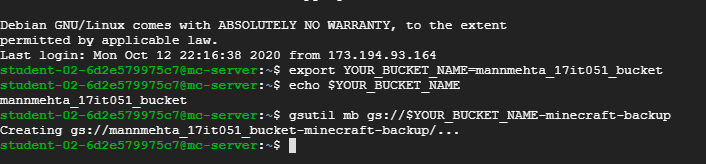 Debian GNU/Linux comes with ABSOLUTELY NO WARRANTY, to the extent
permitted by applicable law.
Last login: Mon Oct 12 22:16:38 2020 from 173.194.93.164
student-02-6d2e579975c7@mc-server:~$ export YOUR_BUCKET_NAME=mannmehta_17it051_bucket
student-02-6d2e579975c7@mc-server:~$ echo $YOUR_BUCKET_NAME
mannmehta_17it051_bucket
student-02-6d2e579975c7@mc-server:~$ gsutil mb gs://$YOUR_BUCKET_NAME-minecraft-backup
Creating gs://mannmehta_17it051_bucket-minecraft-backup/...
student-02-6d2e579975c7@mc-server:~$